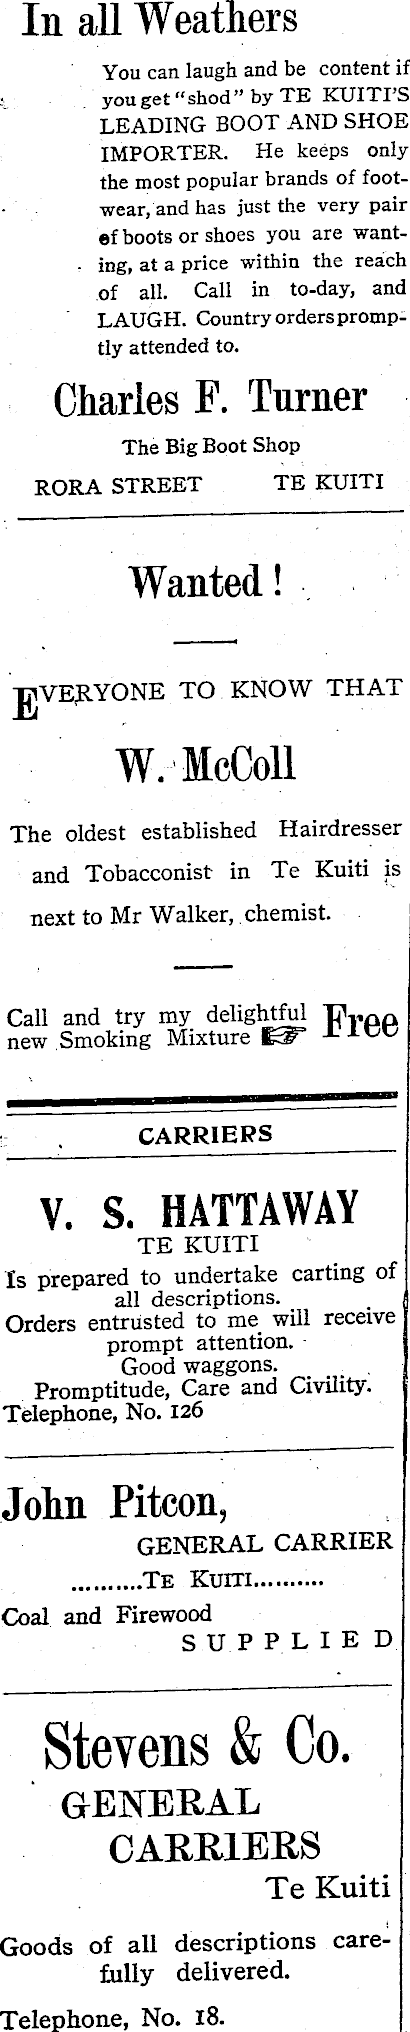 In all Weathers
You can laugh and be content if
you get "shod" by TE KUITI'S
LEADING BOOT AND SHOE
IMPORTER. He keeps only
the most popular brands of foot-
wear, and has just the very pair
of boots or shoes you are want-
ing, at a price within the reach
of all. Call in to-day, and
LAUGH. Country orders promp-
tly attended to.
Charles F. Turner
The Big Boot Shop
RORA STREET TE KUITI
Wanted!
EVERYONE TO KNOW THAT
W. McColl
The oldest established Hairdresser
and Tobacconist in Te Kuiti is
next to Mr Walker, chemist.
Call and try my delightful
new Smoking Mixture ☞ Free
CARRIERS
V. S. HATTAWAY
TE KUITI
Is prepared to undertake carting of
all descriptions.
Orders entrusted to me will receive
prompt attention.
Good waggons.
Promptitude, Care and Civility.
Telephone, No. 126
John Pitcon,
GENERAL CARRIER
..........TE KUITI..........
Coal and Firewood
SUPPLIED
Stevens & Co.
GENERAL
CARRIERS
Te Kuiti
Goods of all descriptions care-
fully delivered.
Telephone, No. 18.